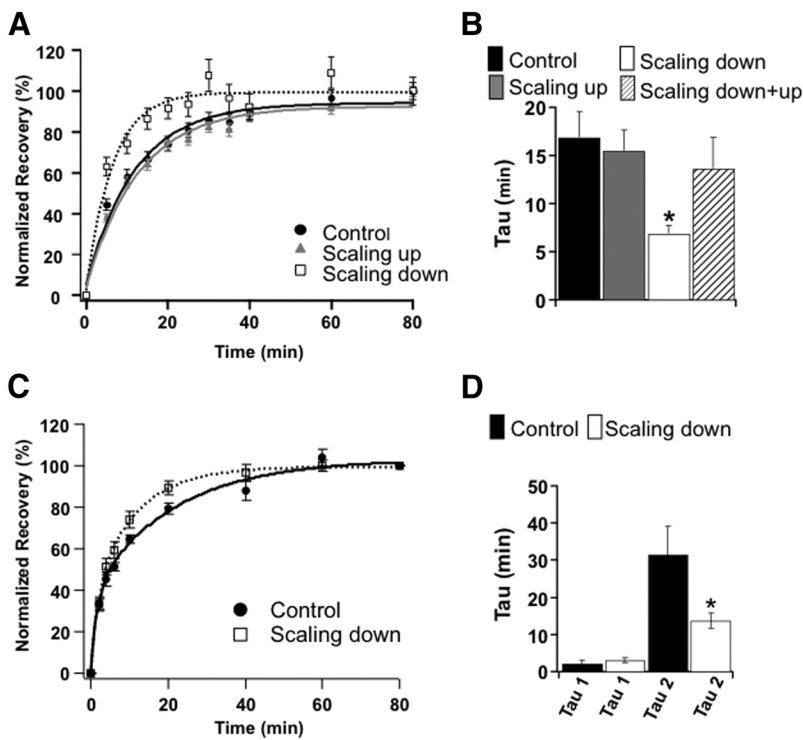 A
Normalized Recovery (%)
120
100
80
60
40
20
0
0 20 40 60 80
Time (min)
Control
Scaling up
Scaling down
B
Control Scaling down
Scaling up Scaling down+up
Tau (min)
20
15
10
5
0
*
C
Normalized Recovery (%)
120
100
80
60
40
20
0
0 20 40 60 80
Time (min)
Control
Scaling down
D
Control Scaling down
Tau (min)
50
40
30
20
10
0
*
Tau 1 Tau 1 Tau 2 Tau 2